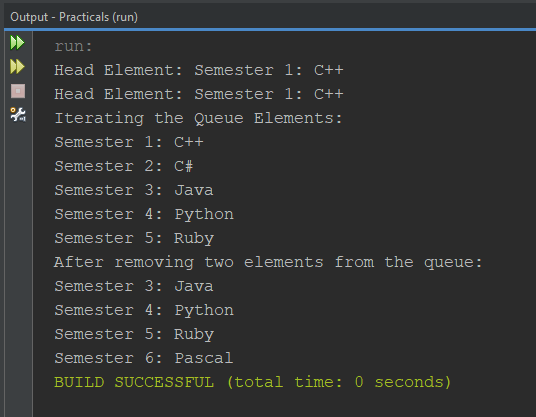 Output - Practicals (run)
run:
Head Element: Semester 1: C++
Head Element: Semester 1: C++
Iterating the Queue Elements:
Semester 1: C++
Semester 2: C#
Semester 3: Java
Semester 4: Python
Semester 5: Ruby
After removing two elements from the queue:
Semester 3: Java
Semester 4: Python
Semester 5: Ruby
Semester 6: Pascal
BUILD SUCCESSFUL (total time: 0 seconds)